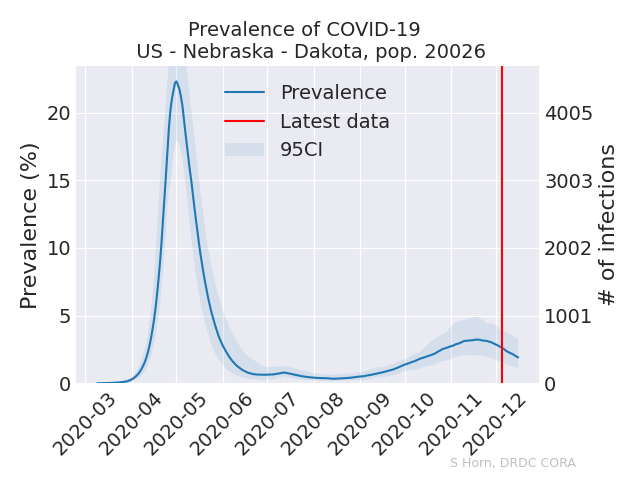 Prevalence of COVID-19
US - Nebraska - Dakota, pop. 20026
Prevalence
Latest data
95CI
Prevalence (%)
20
15
10
5
0
4005
3003
2002
1001
0
# of infections
2020-03
2020-04
2020-05
2020-06
2020-07
2020-08
2020-09
2020-10
2020-11
2020-12
S Horn, DRDC CORA